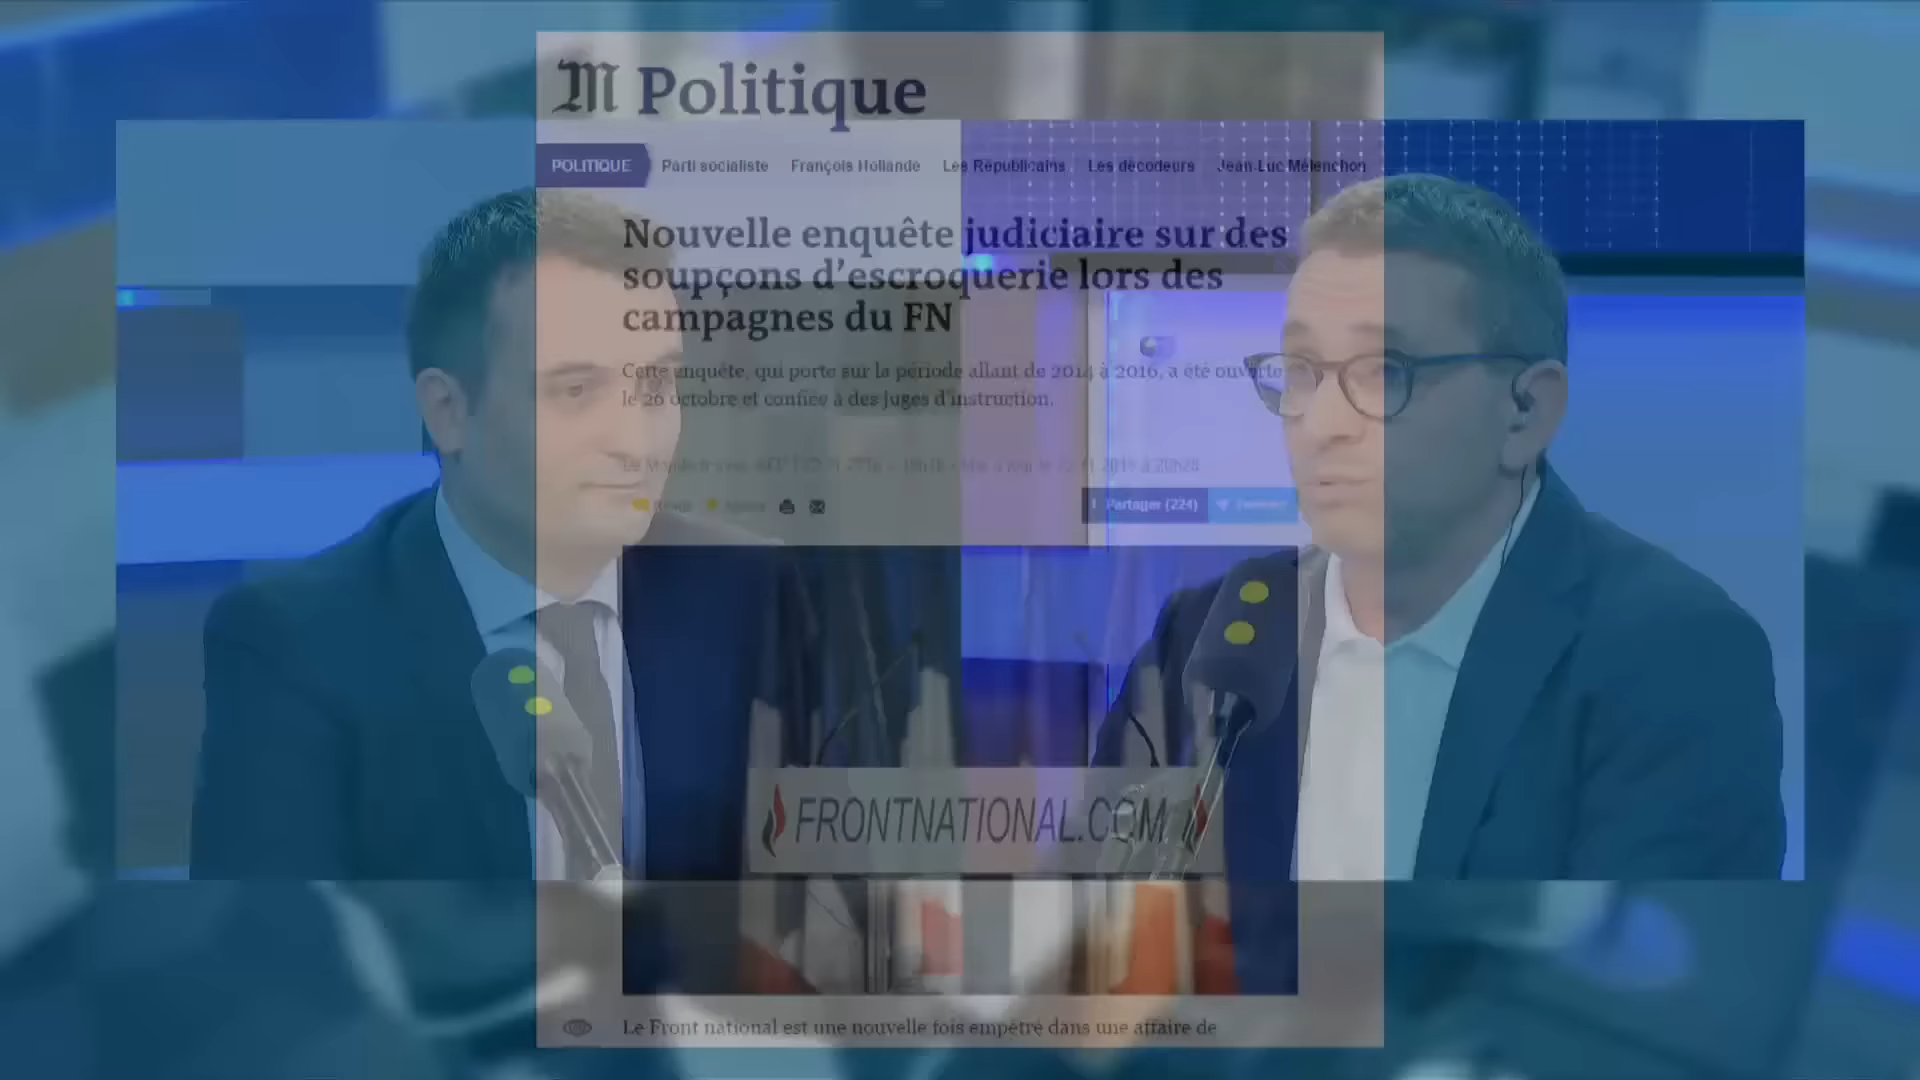 M Politique
POLITIQUE Parti socialiste François Hollande Les Républicains Les décodeurs Jean-Luc Mélenchon
Nouvelle enquête judiciaire sur des
soupçons d'escroquerie lors des
campagnes du FN
Cette enquête, qui porte sur la période allant de 2014 à 2016, a été ouverte
le 26 octobre et confiée à des juges d'instruction.
Partager (224)
FRONTNATIONAL.COM
Le Front national est une nouvelle fois empêtré dans une affaire de